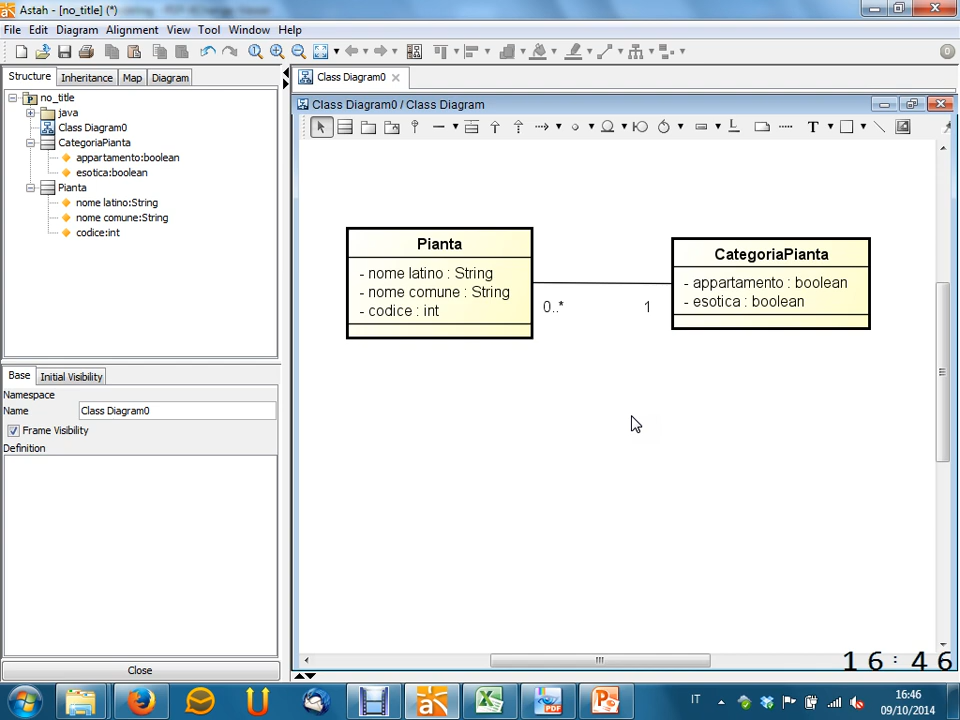 Astah - [no_title] (*)
File Edit Diagram Alignment View Tool Window Help
Structure Inheritance Map Diagram
Class Diagram0
no_title
java
Class Diagram0
CategoriaPianta
appartamento:boolean
esotica:boolean
Pianta
nome latino:String
nome comune:String
codice:int
Class Diagram0 / Class Diagram
L T
Pianta
- nome latino : String
- nome comune : String
- codice : int
0..*
1
CategoriaPianta
- appartamento : boolean
- esotica : boolean
Base Initial Visibility
Namespace
Name Class Diagram0
Frame Visibility
Definition
Close
16:46
IT
16:46
09/10/2014